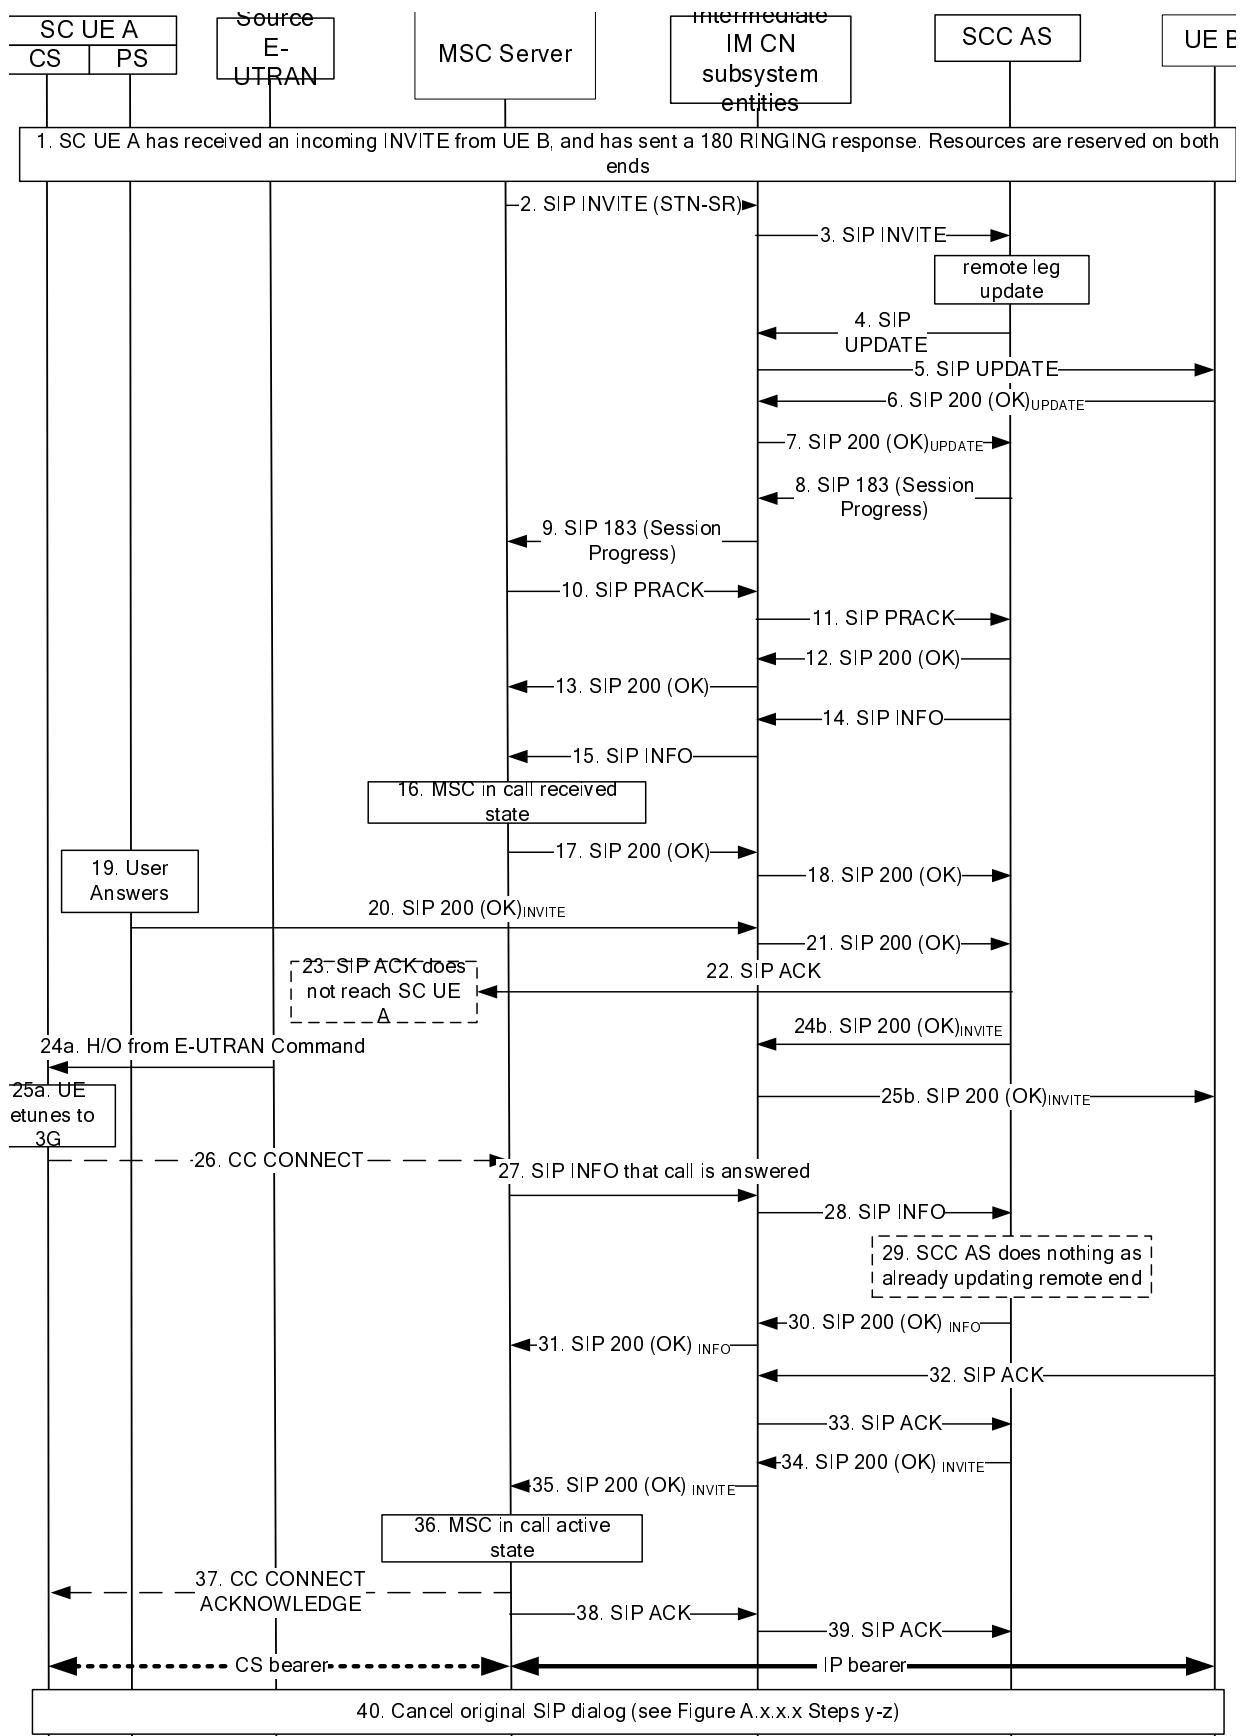 SC UE A
CS
PS
Source
E-
UTRAN
MSC Server
Intermediate
IM CN
subsystem
entities
SCC AS
UE B
1. SC UE A has received an incoming INVITE from UE B, and has sent a 180 RINGING response. Resources are reserved on both
ends
2. SIP INVITE (STN-SR)
3. SIP INVITE
remote leg
update
4. SIP
UPDATE
5. SIP UPDATE
6. SIP 200 (OK)UPDATE
7. SIP 200 (OK)UPDATE
8. SIP 183 (Session
Progress)
9. SIP 183 (Session
Progress)
10. SIP PRACK
11. SIP PRACK
12. SIP 200 (OK)
13. SIP 200 (OK)
14. SIP INFO
15. SIP INFO
16. MSC in call received
state
17. SIP 200 (OK)
18. SIP 200 (OK)
19. User
Answers
20. SIP 200 (OK)INVITE
21. SIP 200 (OK)
22. SIP ACK
23. SIP ACK does
not reach SC UE
A
24b. SIP 200 (OK)INVITE
24a. H/O from E-UTRAN Command
25a. UE
etunes to
3G
25b. SIP 200 (OK)INVITE
26. CC CONNECT
27. SIP INFO that call is answered
28. SIP INFO
29. SCC AS does nothing as
already updating remote end
30. SIP 200 (OK) INFO
31. SIP 200 (OK) INFO
32. SIP ACK
33. SIP ACK
34. SIP 200 (OK) INVITE
35. SIP 200 (OK) INVITE
36. MSC in call active
state
37. CC CONNECT
ACKNOWLEDGE
38. SIP ACK
39. SIP ACK
CS bearer
IP bearer
40. Cancel original SIP dialog (see Figure A.x.x.x Steps y-z)